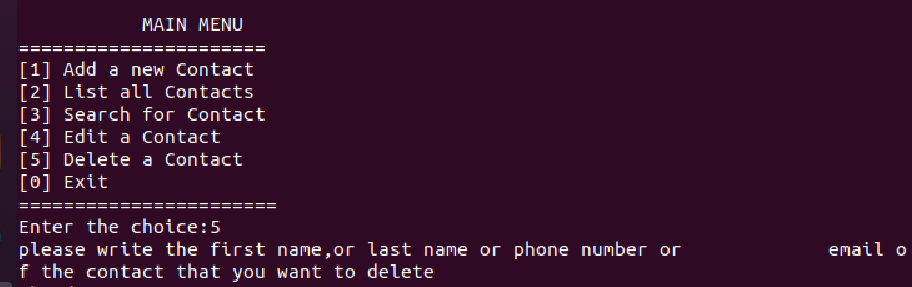 MAIN MENU
======================
[1] Add a new Contact
[2] List all Contacts
[3] Search for Contact
[4] Edit a Contact
[5] Delete a Contact
[0] Exit
=======================
Enter the choice:5
please write the first name,or last name or phone number or             email o
f the contact that you want to delete